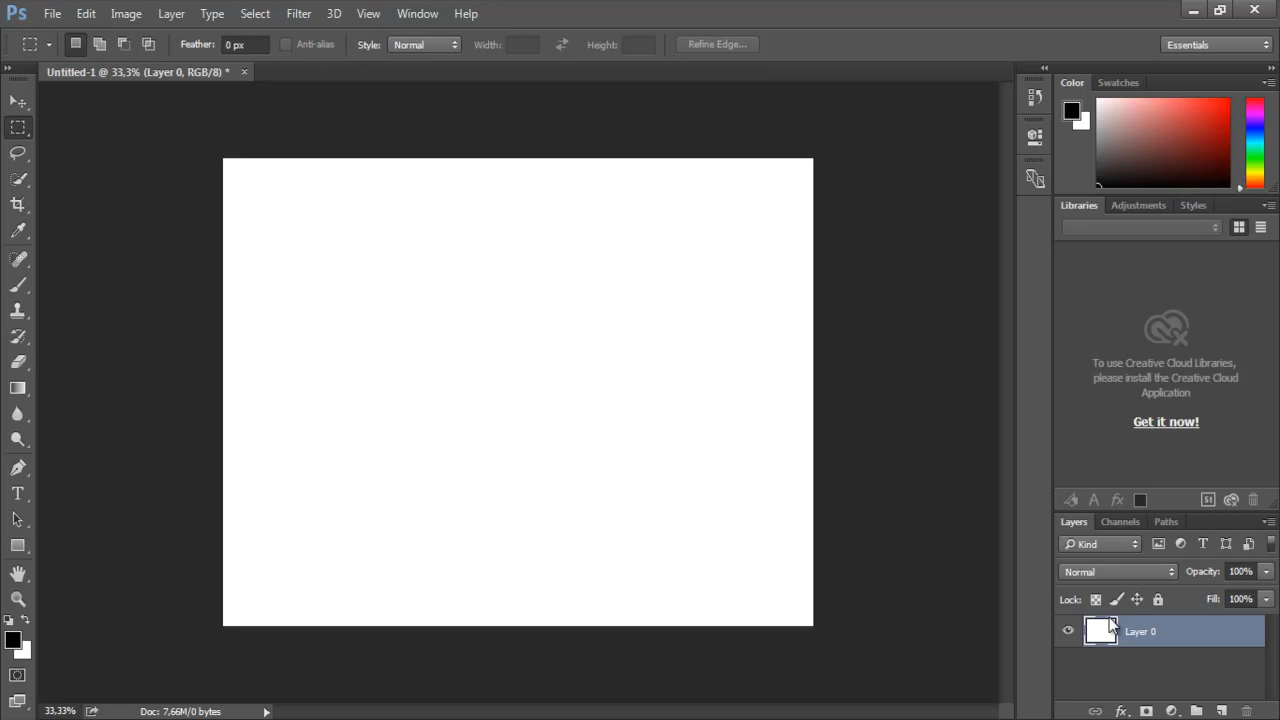 Ps File Edit Image Layer Type Select Filter 3D View Window Help
Feather: 0 px Anti-alias Style: Normal Width: Height: Refine Edge... Essentials
Untitled-1 @ 33,3% (Layer 0, RGB/8) *
Color Swatches
Libraries Adjustments Styles
To use Creative Cloud Libraries,
please install the Creative Cloud
Application
Get it now!
Layers Channels Paths
Kind
Normal Opacity: 100%
Lock: Fill: 100%
Layer 0
33,33% Doc: 7,66M/0 bytes